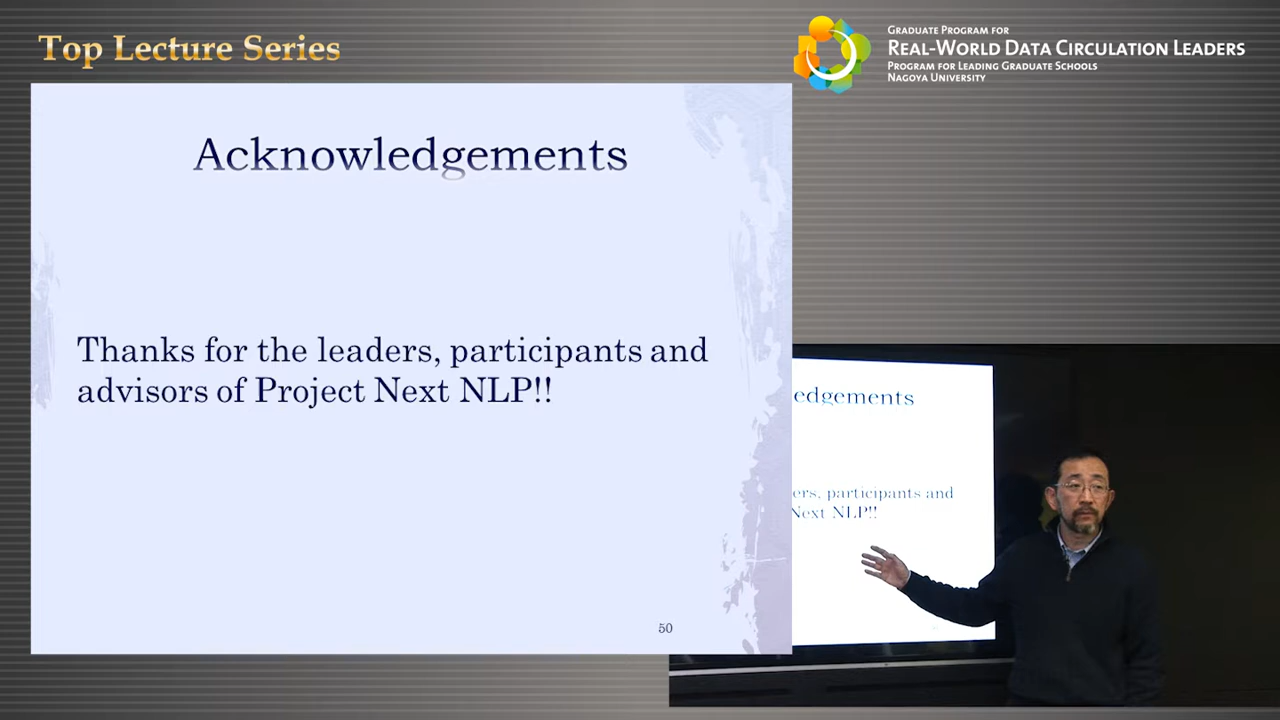 Top Lecture Series
GRADUATE PROGRAM FOR
REAL-WORLD DATA CIRCULATION LEADERS
PROGRAM FOR LEADING GRADUATE SCHOOLS
NAGOYA UNIVERSITY
Acknowledgements
Thanks for the leaders, participants and
advisors of Project Next NLP!!
50
edgements
ers, participants and
Next NLP!!